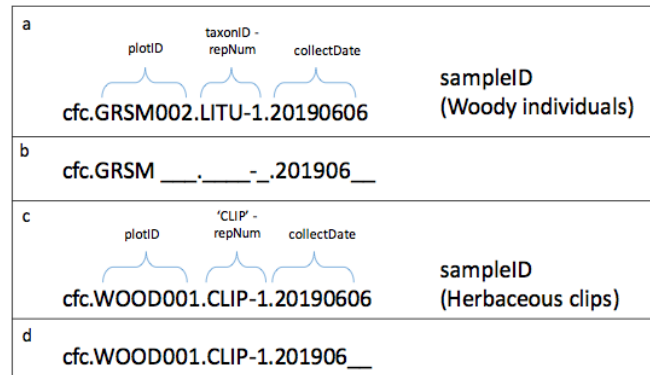 a
plotID
taxonID -
repNum
collectDate
cfc.GRSM002.LITU-1.20190606
sampleID
(Woody individuals)
b
cfc.GRSM ___.____-_.201906__
c
plotID
‘CLIP’ -
repNum
collectDate
cfc.WOOD001.CLIP-1.20190606
sampleID
(Herbaceous clips)
d
cfc.WOOD001.CLIP-1.201906__